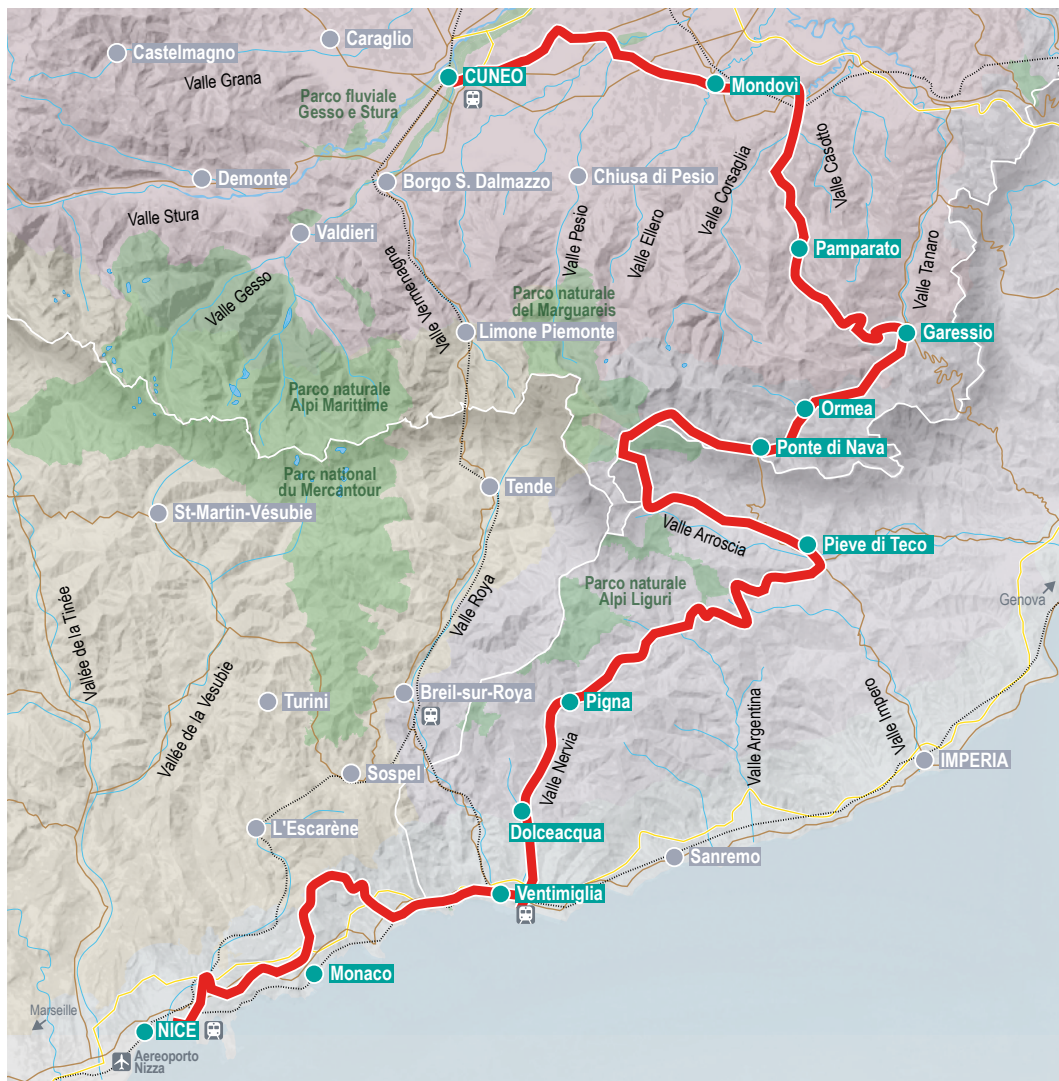 Caraglio
Castelmagno
CUNEO
Valle Grana
Mondovì
Parco fluviale
Gesso e Stura
Valle Casotto
Valle Corsaglia
Demonte
Borgo S. Dalmazzo
Chiusa di Pesio
Valle Stura
Valdieri
Valle Pesio
Valle Ellero
Pamparato
Valle Tanaro
Valle Gesso
Valle Vermenagna
Parco naturale
del Marguareis
Limone Piemonte
Garessio
Parco naturale
Alpi Marittime
Ormea
Ponte di Nava
Parc national
du Mercantour
Tende
St-Martin-Vésubie
Valle Arroscia
Pieve di Teco
Parco naturale
Alpi Liguri
Genova
Valle Roya
Vallée de la Tinée
Vallée de la Vesubie
Turini
Breil-sur-Roya
Pigna
Valle Argentina
Valle Impero
Valle Nervia
Sospel
IMPERIA
L'Escarène
Dolceacqua
Sanremo
Ventimiglia
Monaco
Marseille
NICE
Aereoporto
Nizza